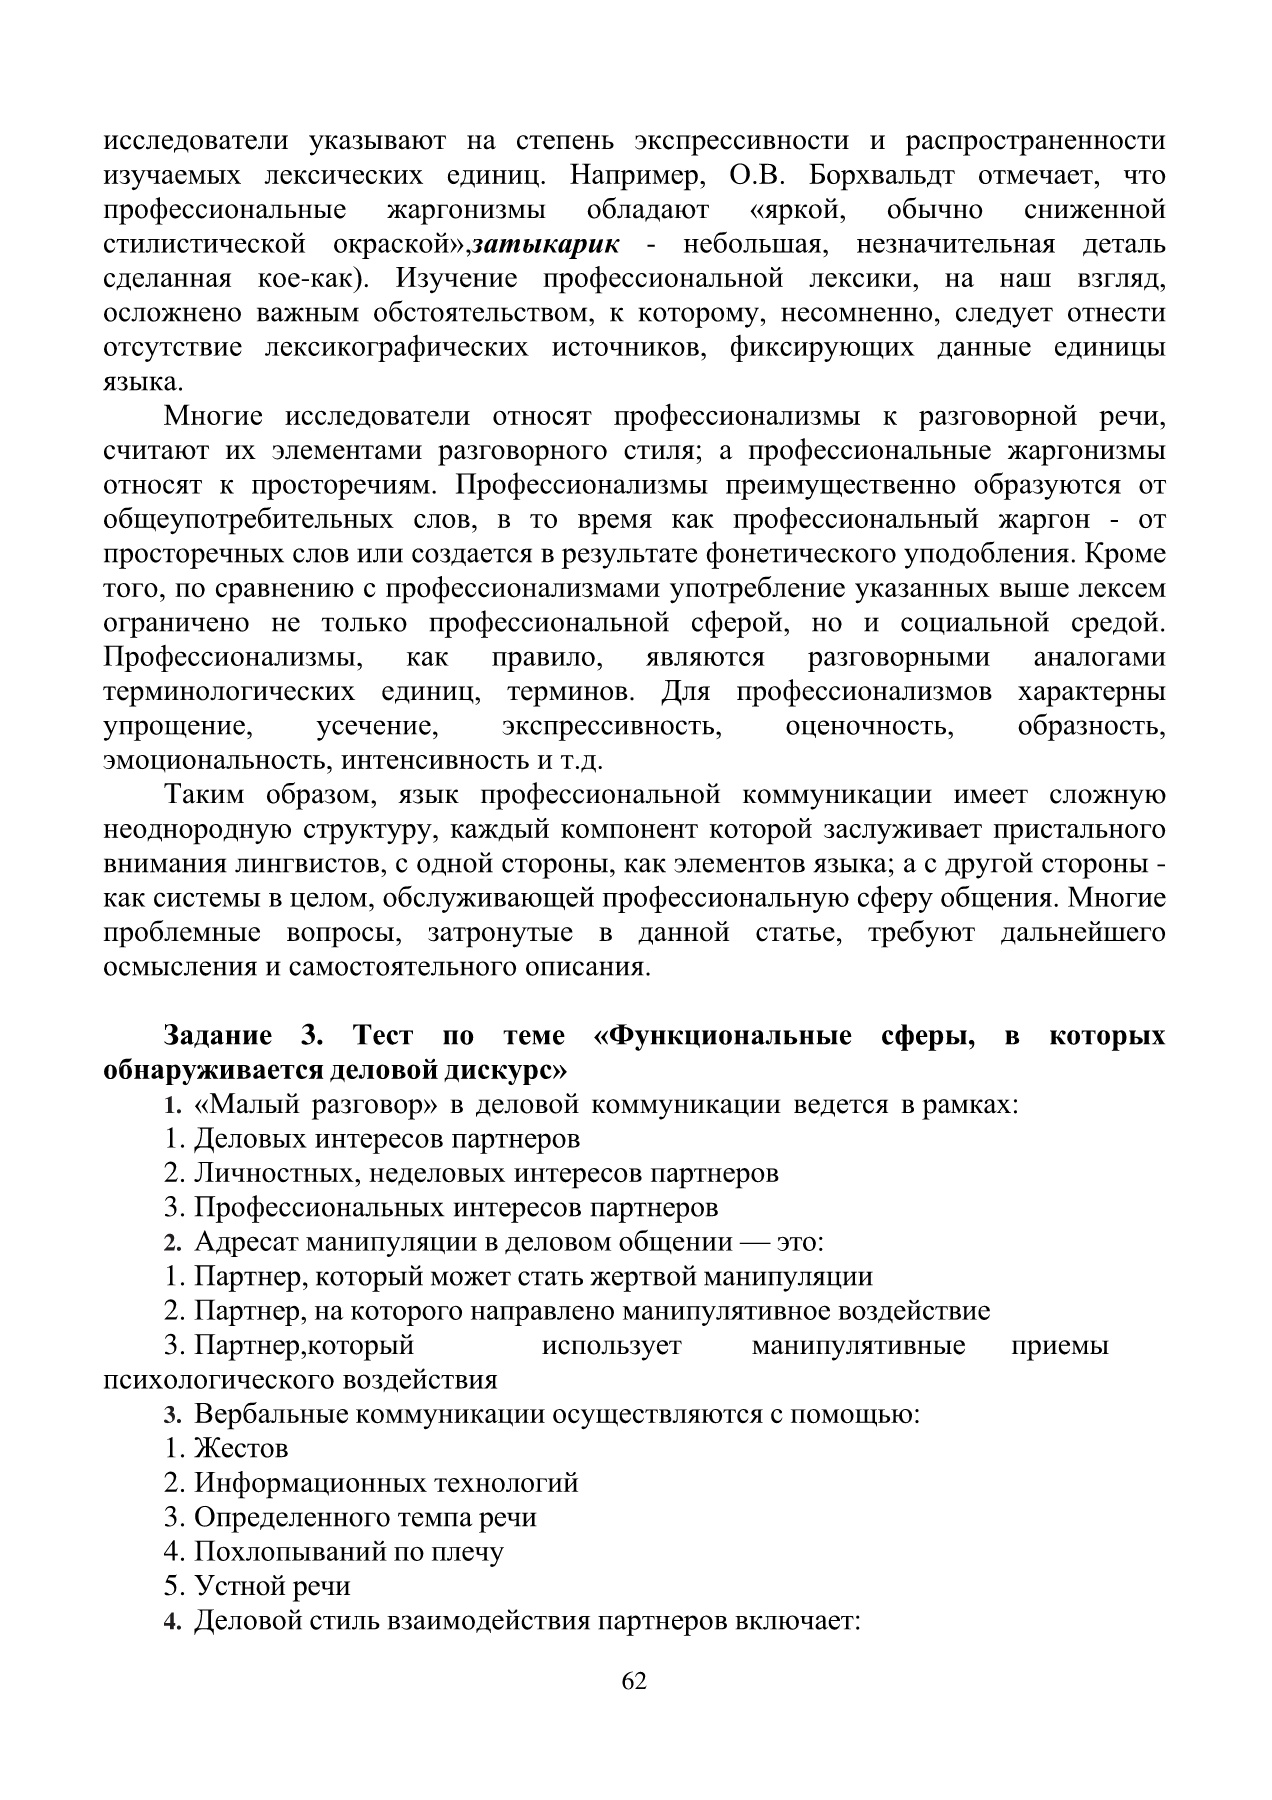 исследователи указывают на степень экспрессивности и распространенности
изучаемых лексических единиц. Например, О.В. Борхвальдт отмечает, что
профессиональные жаргонизмы обладают «яркой, обычно сниженной
стилистической окраской»,затыкарик - небольшая, незначительная деталь
сделанная кое-как). Изучение профессиональной лексики, на наш взгляд,
осложнено важным обстоятельством, к которому, несомненно, следует отнести
отсутствие лексикографических источников, фиксирующих данные единицы
языка.
Многие исследователи относят профессионализмы к разговорной речи,
считают их элементами разговорного стиля; а профессиональные жаргонизмы
относят к просторечиям. Профессионализмы преимущественно образуются от
общеупотребительных слов, в то время как профессиональный жаргон - от
просторечных слов или создается в результате фонетического уподобления. Кроме
того, по сравнению с профессионализмами употребление указанных выше лексем
ограничено не только профессиональной сферой, но и социальной средой.
Профессионализмы, как правило, являются разговорными аналогами
терминологических единиц, терминов. Для профессионализмов характерны
упрощение, усечение, экспрессивность, оценочность, образность,
эмоциональность, интенсивность и т.д.
Таким образом, язык профессиональной коммуникации имеет сложную
неоднородную структуру, каждый компонент которой заслуживает пристального
внимания лингвистов, с одной стороны, как элементов языка; а с другой стороны -
как системы в целом, обслуживающей профессиональную сферу общения. Многие
проблемные вопросы, затронутые в данной статье, требуют дальнейшего
осмысления и самостоятельного описания.
Задание 3. Тест по теме «Функциональные сферы, в которых
обнаруживается деловой дискурс»
1. «Малый разговор» в деловой коммуникации ведется в рамках:
1. Деловых интересов партнеров
2. Личностных, неделовых интересов партнеров
3. Профессиональных интересов партнеров
2. Адресат манипуляции в деловом общении — это:
1. Партнер, который может стать жертвой манипуляции
2. Партнер, на которого направлено манипулятивное воздействие
3. Партнер,который использует манипулятивные приемы
психологического воздействия
3. Вербальные коммуникации осуществляются с помощью:
1. Жестов
2. Информационных технологий
3. Определенного темпа речи
4. Похлопываний по плечу
5. Устной речи
4. Деловой стиль взаимодействия партнеров включает:
62